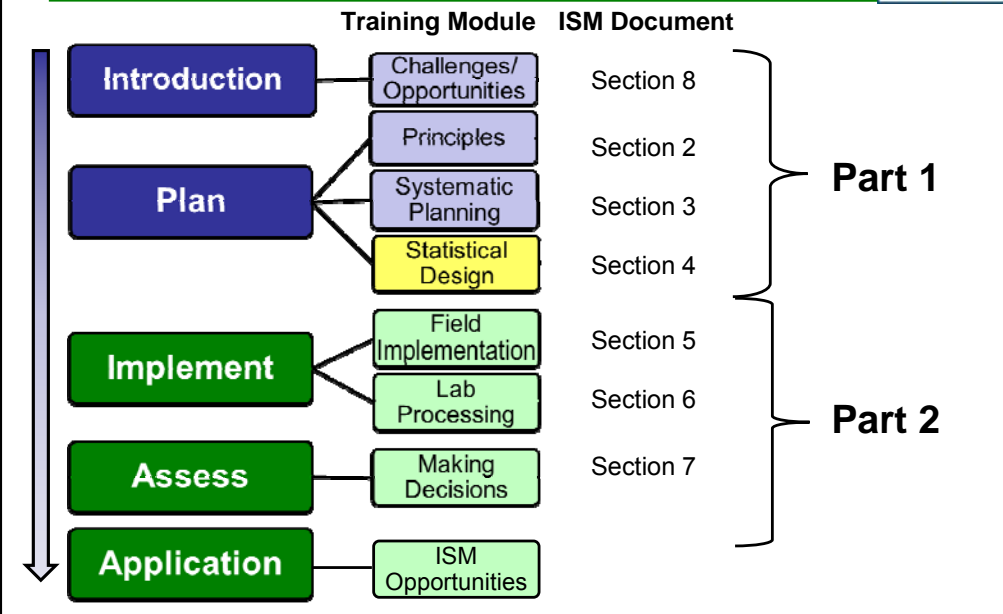 Training Module ISM Document
Introduction
Challenges/
Opportunities
Section 8
Principles
Section 2
Plan
Systematic
Planning
Section 3
Part 1
Statistical
Design
Section 4
Implement
Field
Implementation
Section 5
Lab
Processing
Section 6
Part 2
Assess
Making
Decisions
Section 7
Application
ISM
Opportunities